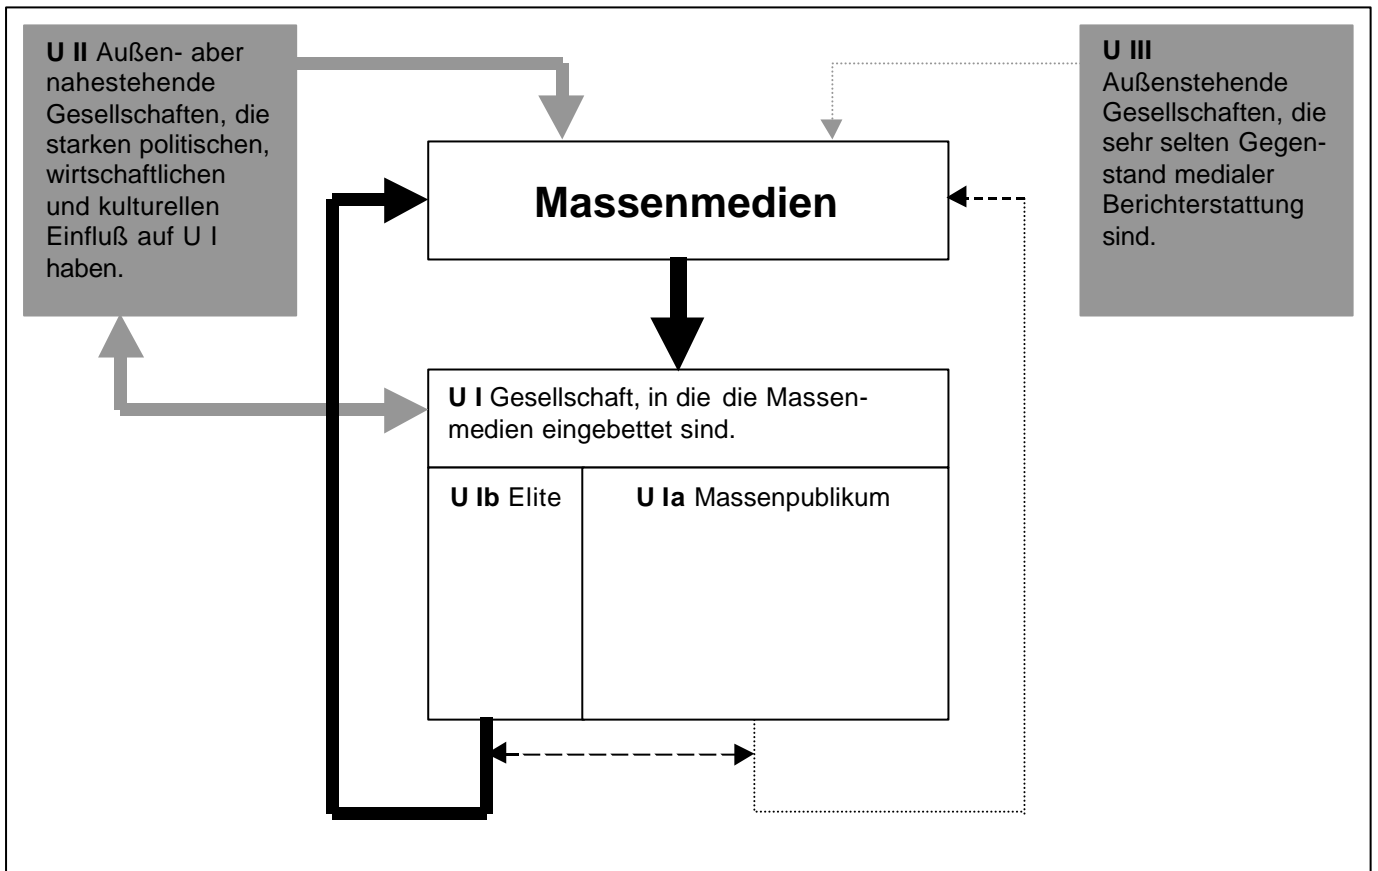 U II Außen- aber
nahestehende
Gesellschaften, die
starken politischen,
wirtschaftlichen
und kulturellen
Einfluß auf U I
haben.
U III
Außenstehende
Gesellschaften, die
sehr selten Gegen-
stand medialer
Berichterstattung
sind.
Massenmedien
U I Gesellschaft, in die die Massen-
medien eingebettet sind.
U Ib Elite
U Ia Massenpublikum